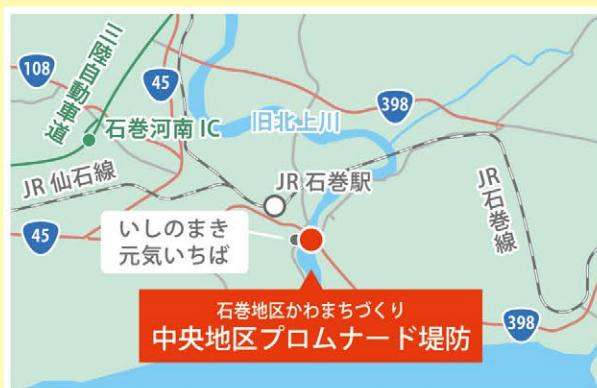 108
三陸自動車道
45
398
旧北上川
石巻河南 IC
JR 仙石線
JR 石巻駅
JR 石巻線
いしのまき
元気いちば
45
石巻地区かわまちづくり
中央地区プロムナード堤防
398